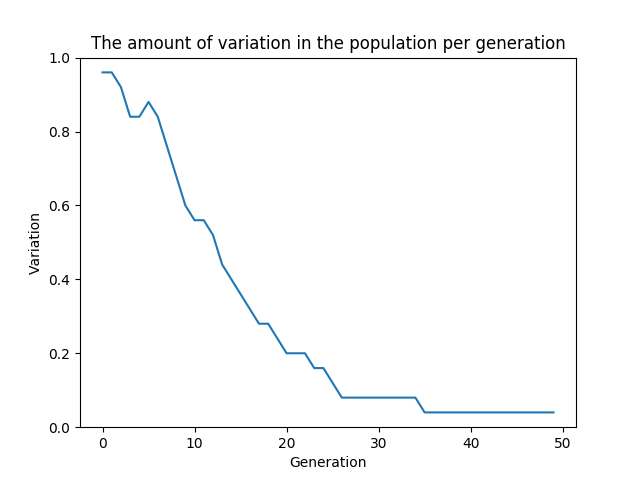 The amount of variation in the population per generation
1.0
0.8
0.6
0.4
0.2
0.0
Variation
0 10 20 30 40 50
Generation